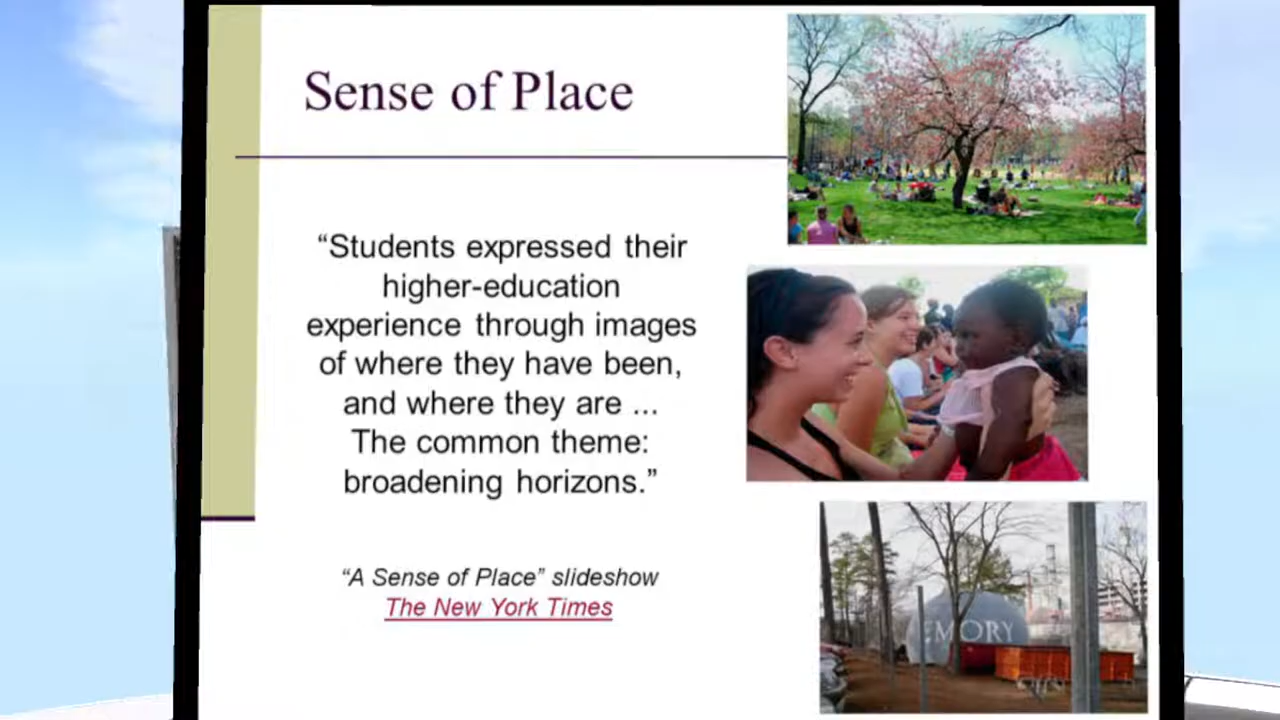 Sense of Place
“Students expressed their
higher-education
experience through images
of where they have been,
and where they are ...
The common theme:
broadening horizons.”
“A Sense of Place” slideshow
The New York Times
EMORY